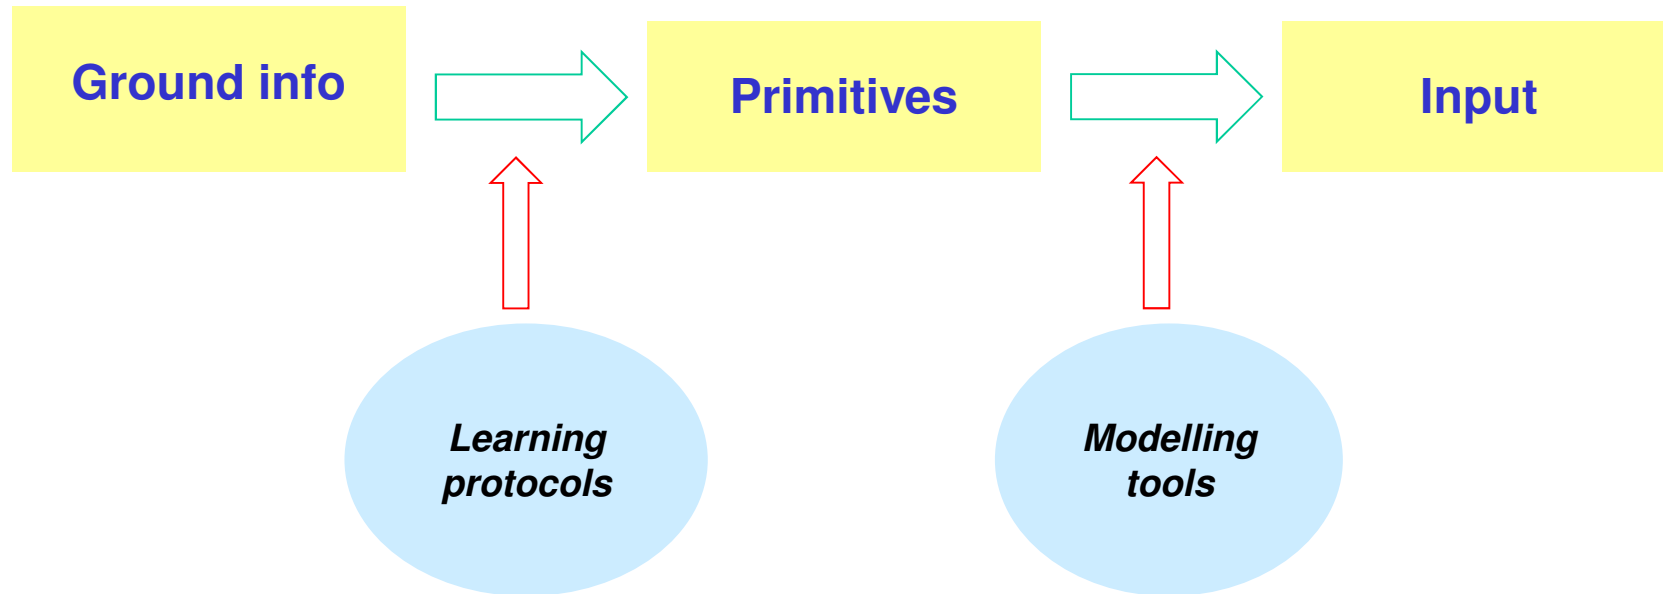 Ground info
Primitives
Input
Learning
protocols
Modelling
tools